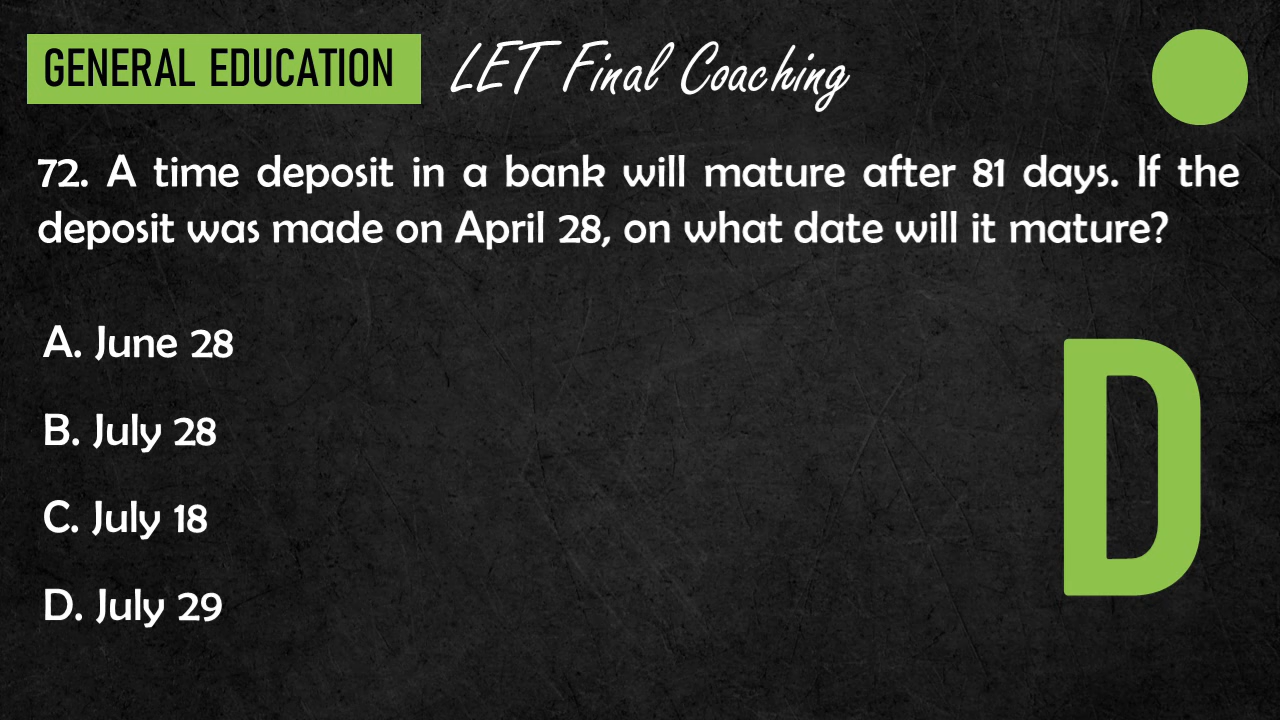 GENERAL EDUCATION LET Final Coaching
72. A time deposit in a bank will mature after 81 days. If the
deposit was made on April 28, on what date will it mature?
A. June 28
B. July 28
C. July 18
D. July 29
D